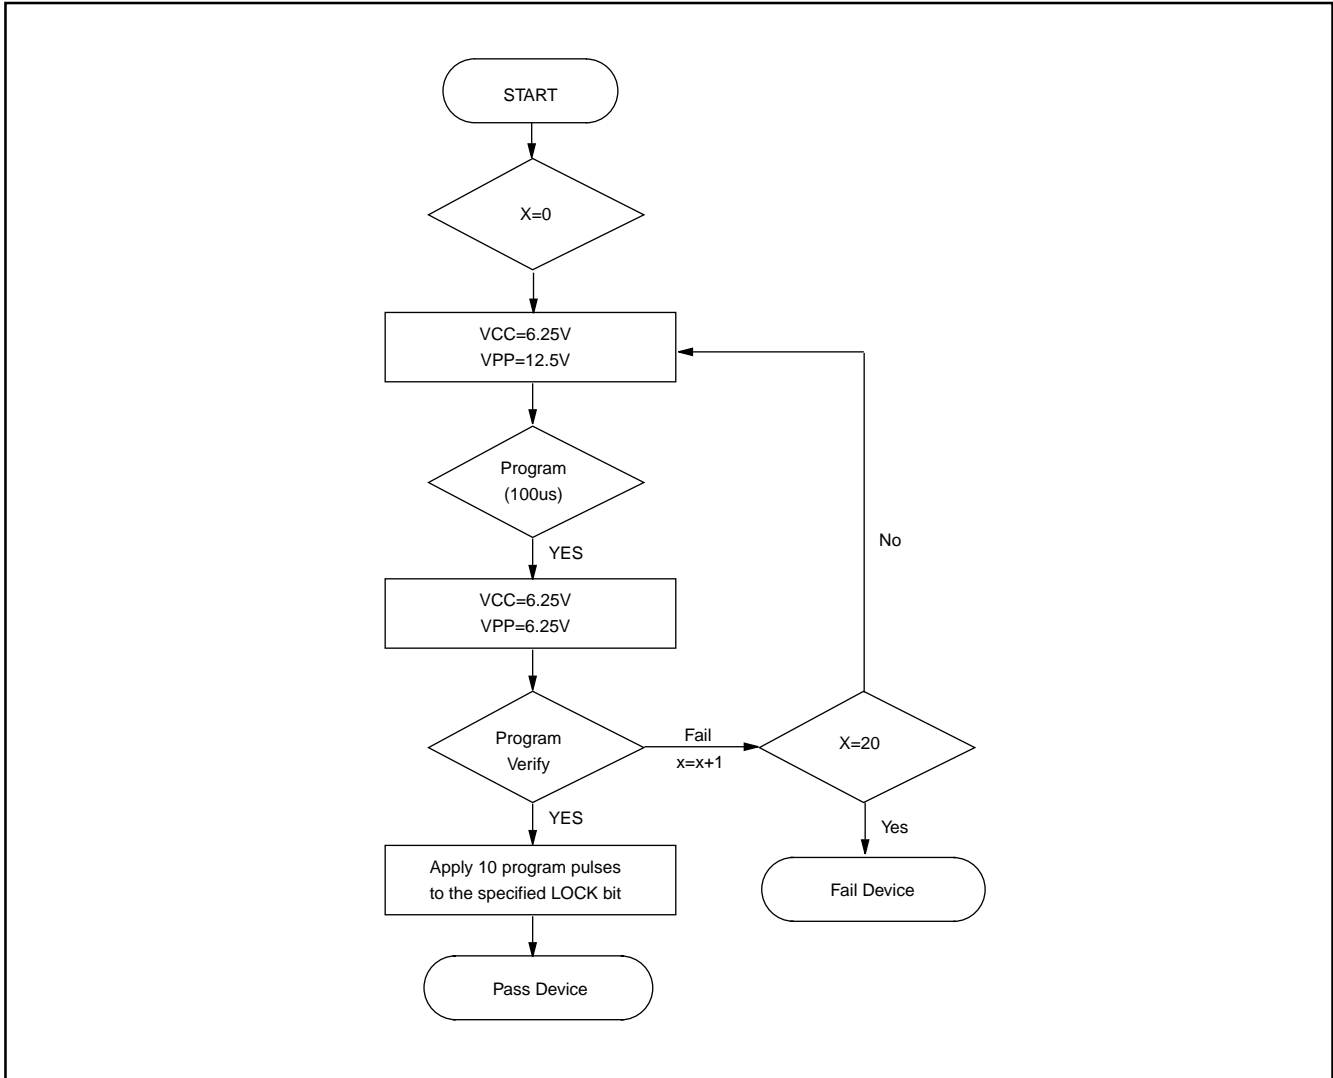 START
X=0
VCC=6.25V
VPP=12.5V
Program
(100us)
YES
No
VCC=6.25V
VPP=6.25V
Program
Verify
Fail
x=x+1
X=20
YES
Yes
Apply 10 program pulses
to the specified LOCK bit
Fail Device
Pass Device